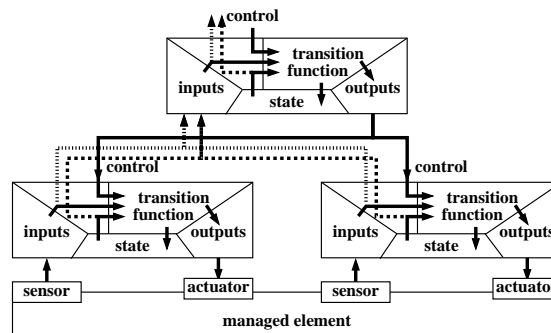 control
transition
function
inputs
outputs
state
control
control
transition
function
inputs
outputs
state
transition
function
inputs
outputs
state
sensor
actuator
sensor
actuator
managed element